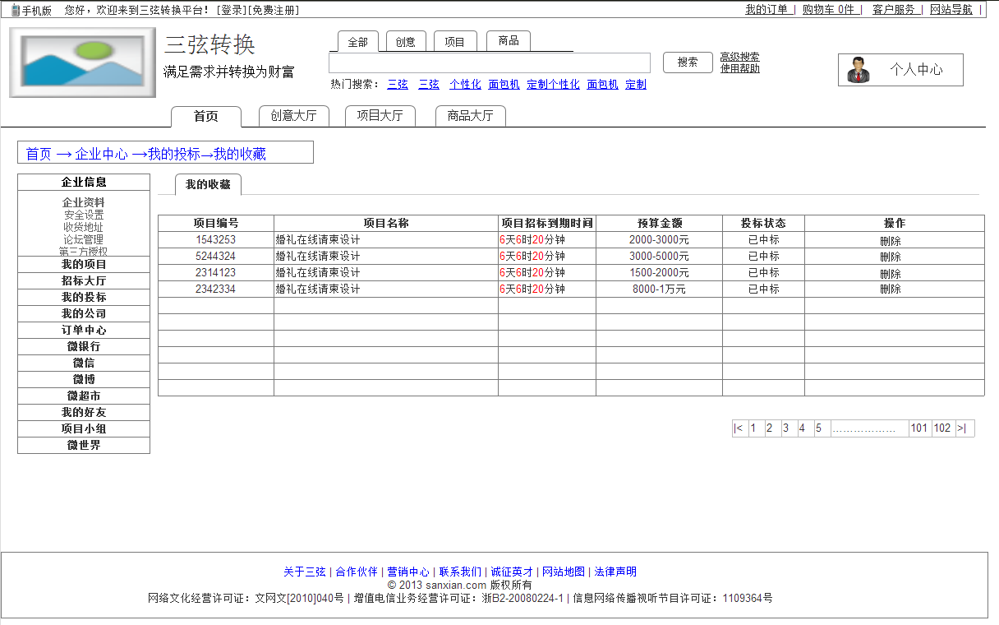 手机版 您好，欢迎来到三弦转换平台！[登录][免费注册] 我的订单 | 购物车 0件 | 客户服务 | 网站导航 |
三弦转换
满足需求并转换为财富
全部 创意 项目 商品
搜索 高级搜索
使用帮助
个人中心
热门搜索： 三弦 三弦 个性化 面包机 定制个性化 面包机 定制
首页 创意大厅 项目大厅 商品大厅
首页 → 企业中心 →我的投标→我的收藏
企业信息
企业资料
安全设置
收货地址
论坛管理
第三方授权
我的项目
招标大厅
我的投标
我的公司
订单中心
微银行
微信
微博
微超市
我的好友
项目小组
微世界
我的收藏
项目编号 项目名称 项目招标到期时间 预算金额 投标状态 操作
1543253 婚礼在线请柬设计 6天6时20分钟 2000-3000元 已中标 删除
5244324 婚礼在线请柬设计 6天6时20分钟 3000-5000元 已中标 删除
2314123 婚礼在线请柬设计 6天6时20分钟 1500-2000元 已中标 删除
2342334 婚礼在线请柬设计 6天6时20分钟 8000-1万元 已中标 删除
|< 1 2 3 4 5 ……………… 101 102 >|
关于三弦 | 合作伙伴 | 营销中心 | 联系我们 | 诚征英才 | 网站地图 | 法律声明
© 2013 sanxian.com 版权所有
网络文化经营许可证：文网文[2010]040号 | 增值电信业务经营许可证：浙B2-20080224-1 | 信息网络传播视听节目许可证：1109364号